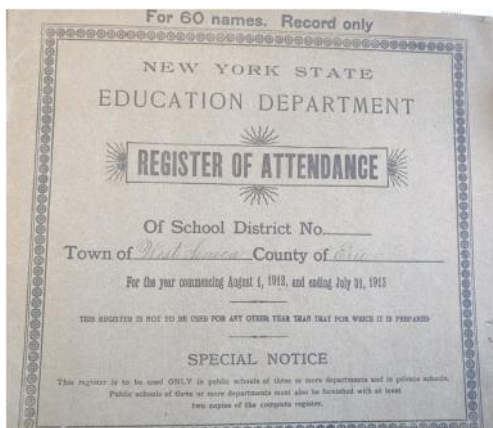 For 60 names. Record only
NEW YORK STATE
EDUCATION DEPARTMENT
REGISTER OF ATTENDANCE
Of School District No.
Town of West Seneca County of Erie
For the year commencing August 1, 1912, and ending July 31, 1913
THIS REGISTER IS NOT TO BE USED FOR ANY OTHER YEAR THAN THAT FOR WHICH IT IS PREPARED
SPECIAL NOTICE
This register is to be used ONLY in public schools of three or more departments and in private schools.
Public schools of three or more departments must also be furnished with at least
two copies of the complete register.